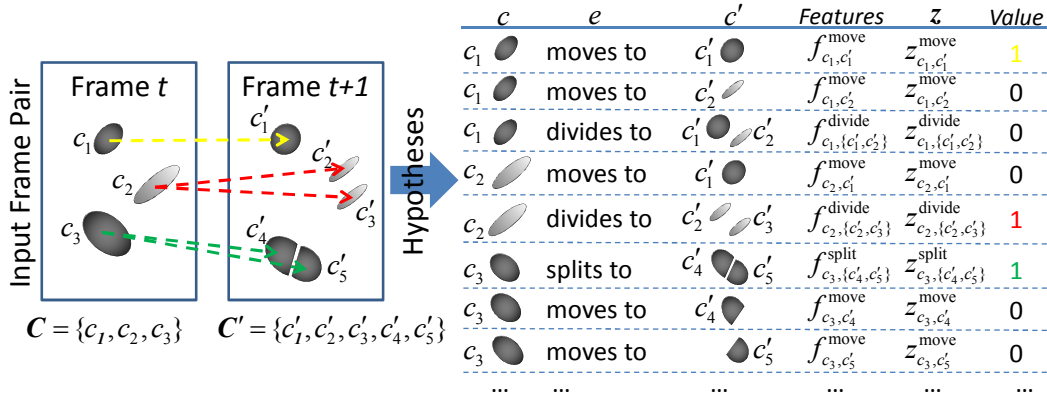 Input Frame Pair
Frame t
Frame t+1
c₁
c₂
c₃
c′₁
c′₂
c′₃
c′₄
c′₅
C = {c₁, c₂, c₃}
C′ = {c′₁, c′₂, c′₃, c′₄, c′₅}
Hypotheses
c e c′ Features z Value
c₁ moves to c′₁ f^move_{c₁,c′₁} z^move_{c₁,c′₁} 1
c₁ moves to c′₂ f^move_{c₁,c′₂} z^move_{c₁,c′₂} 0
c₁ divides to c′₁ c′₂ f^divide_{c₁,{c′₁,c′₂}} z^divide_{c₁,{c′₁,c′₂}} 0
c₂ moves to c′₁ f^move_{c₂,c′₁} z^move_{c₂,c′₁} 0
c₂ divides to c′₂ c′₃ f^divide_{c₂,{c′₂,c′₃}} z^divide_{c₂,{c′₂,c′₃}} 1
c₃ splits to c′₄ c′₅ f^split_{c₃,{c′₄,c′₅}} z^split_{c₃,{c′₄,c′₅}} 1
c₃ moves to c′₄ f^move_{c₃,c′₄} z^move_{c₃,c′₄} 0
c₃ moves to c′₅ f^move_{c₃,c′₅} z^move_{c₃,c′₅} 0
... ... ... ... ... ...